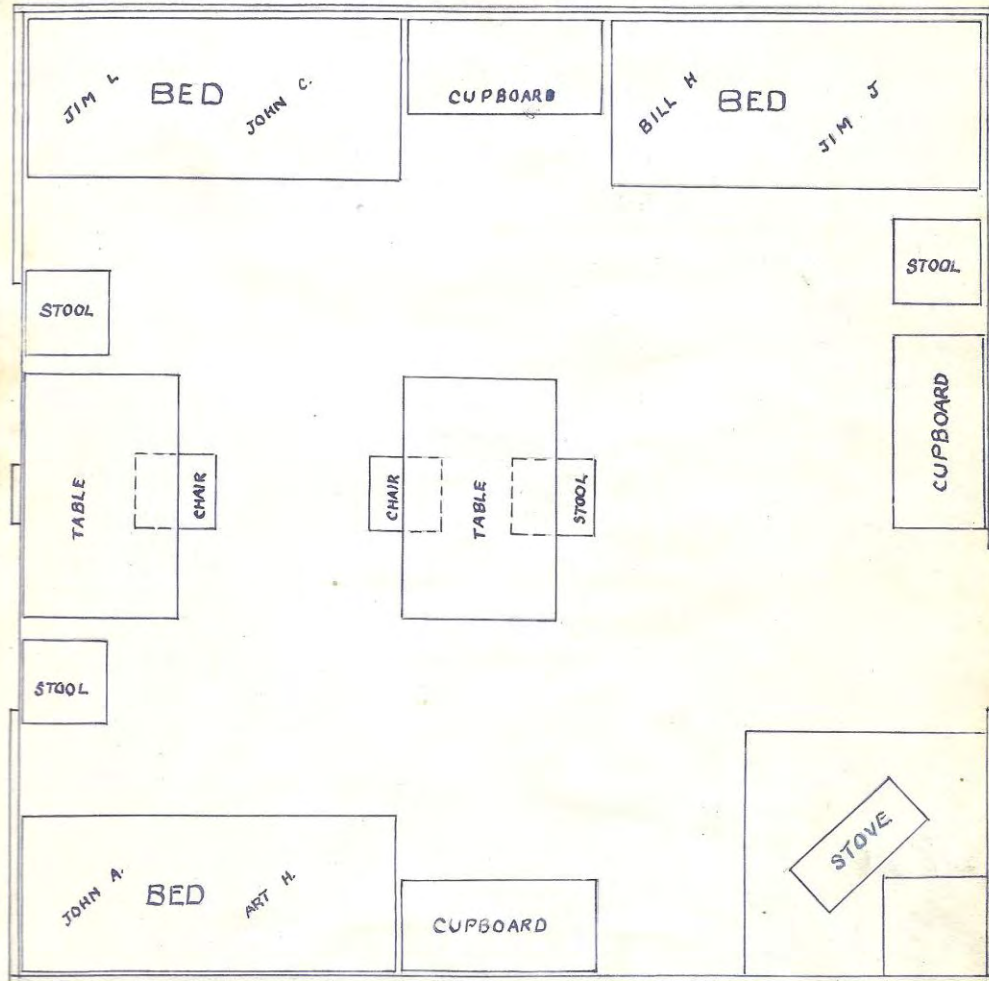 JIM L
BED
JOHN C.
CUPBOARD
BILL H
BED
JIM J
STOOL
STOOL
CUPBOARD
TABLE
CHAIR
CHAIR
TABLE
STOOL
STOOL
STOVE
JOHN A.
BED
ART H.
CUPBOARD